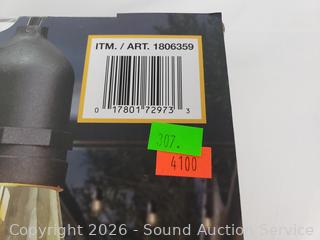 ITM. / ART. 1806359
0 17801 72973 3
307.
4100
Copyright 2026 - Sound Auction Service